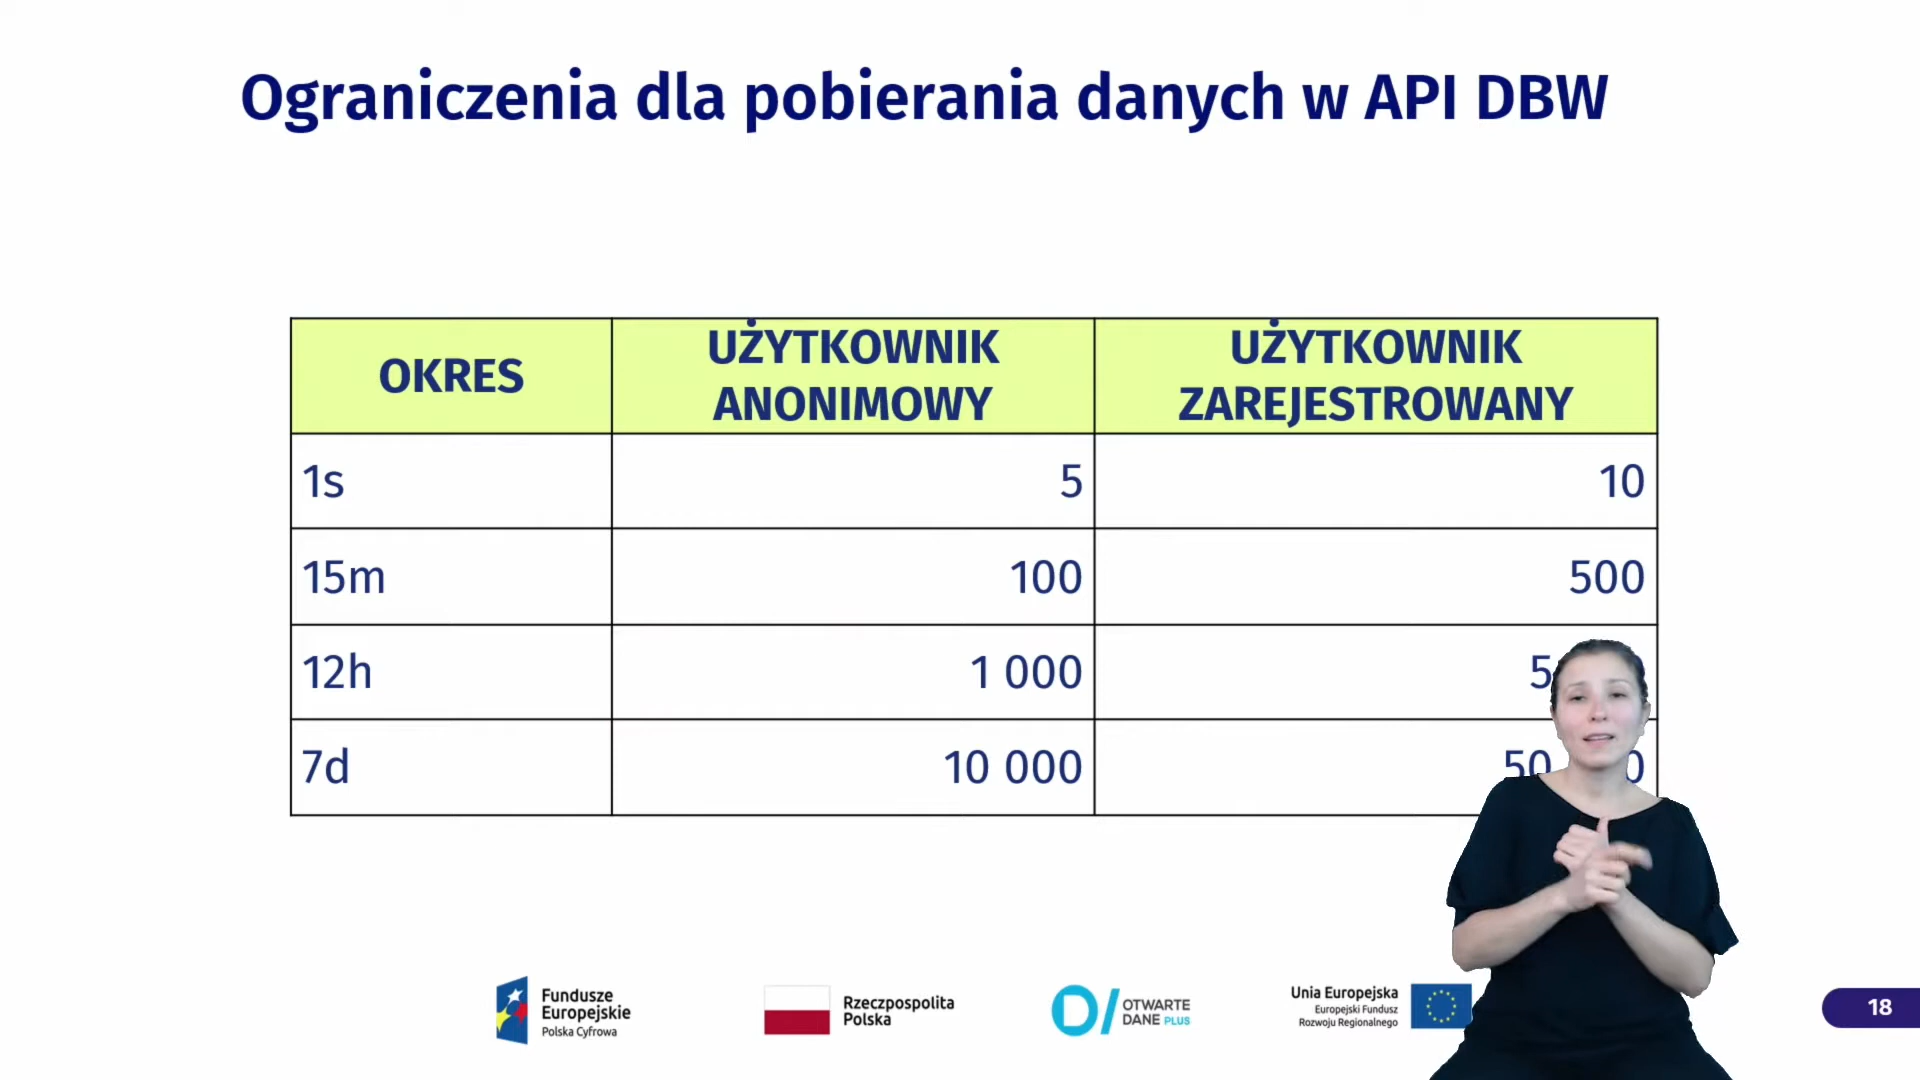 Ograniczenia dla pobierania danych w API DBW
OKRES
UŻYTKOWNIK
ANONIMOWY
UŻYTKOWNIK
ZAREJESTROWANY
1s 5 10
15m 100 500
12h 1 000
7d 10 000
Fundusze
Europejskie
Polska Cyfrowa
Rzeczpospolita
Polska
OTWARTE
DANE PLUS
Unia Europejska
Europejski Fundusz
Rozwoju Regionalnego
18